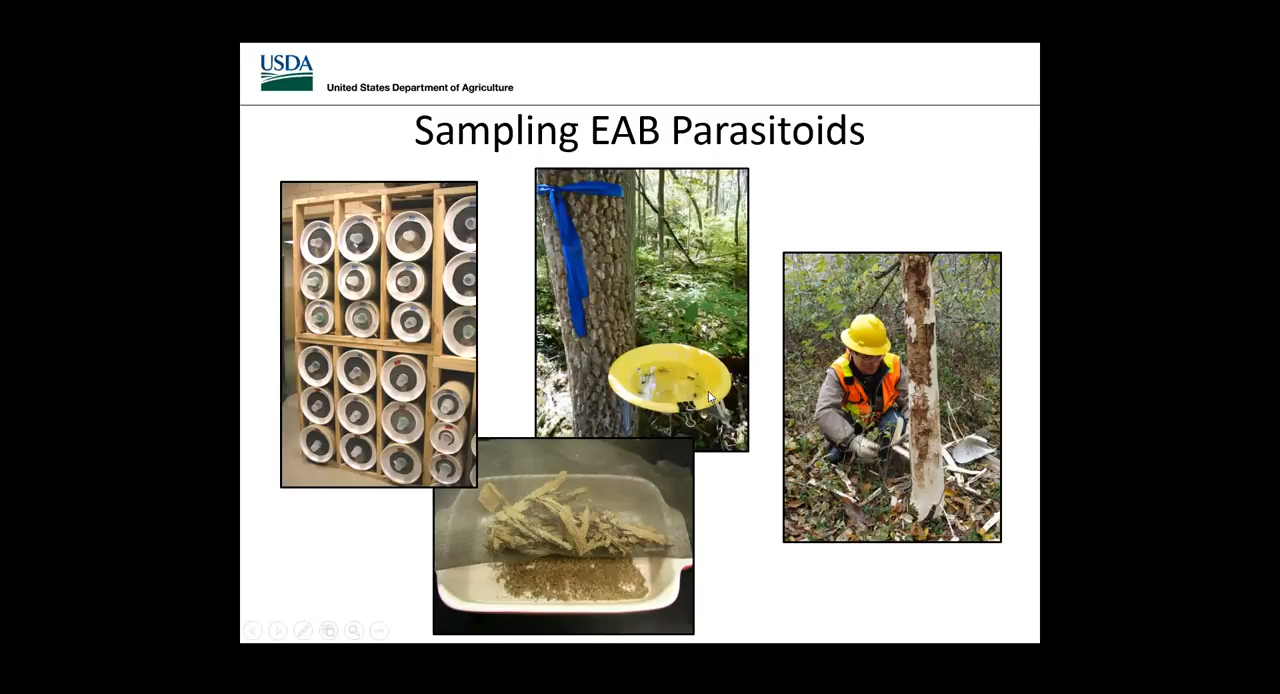 USDA
United States Department of Agriculture
Sampling EAB Parasitoids